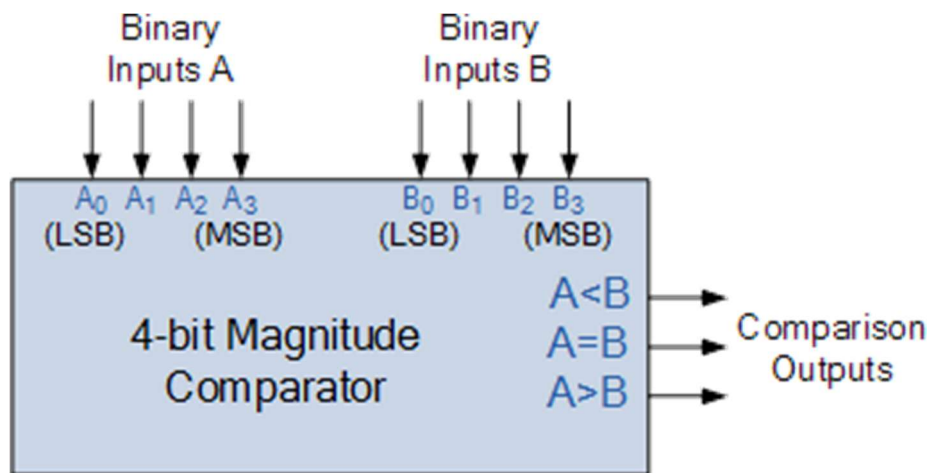 Binary
Inputs A
Binary
Inputs B
A₀ A₁ A₂ A₃
(LSB) (MSB)
B₀ B₁ B₂ B₃
(LSB) (MSB)
4-bit Magnitude
Comparator
A<B
A=B
A>B
Comparison
Outputs